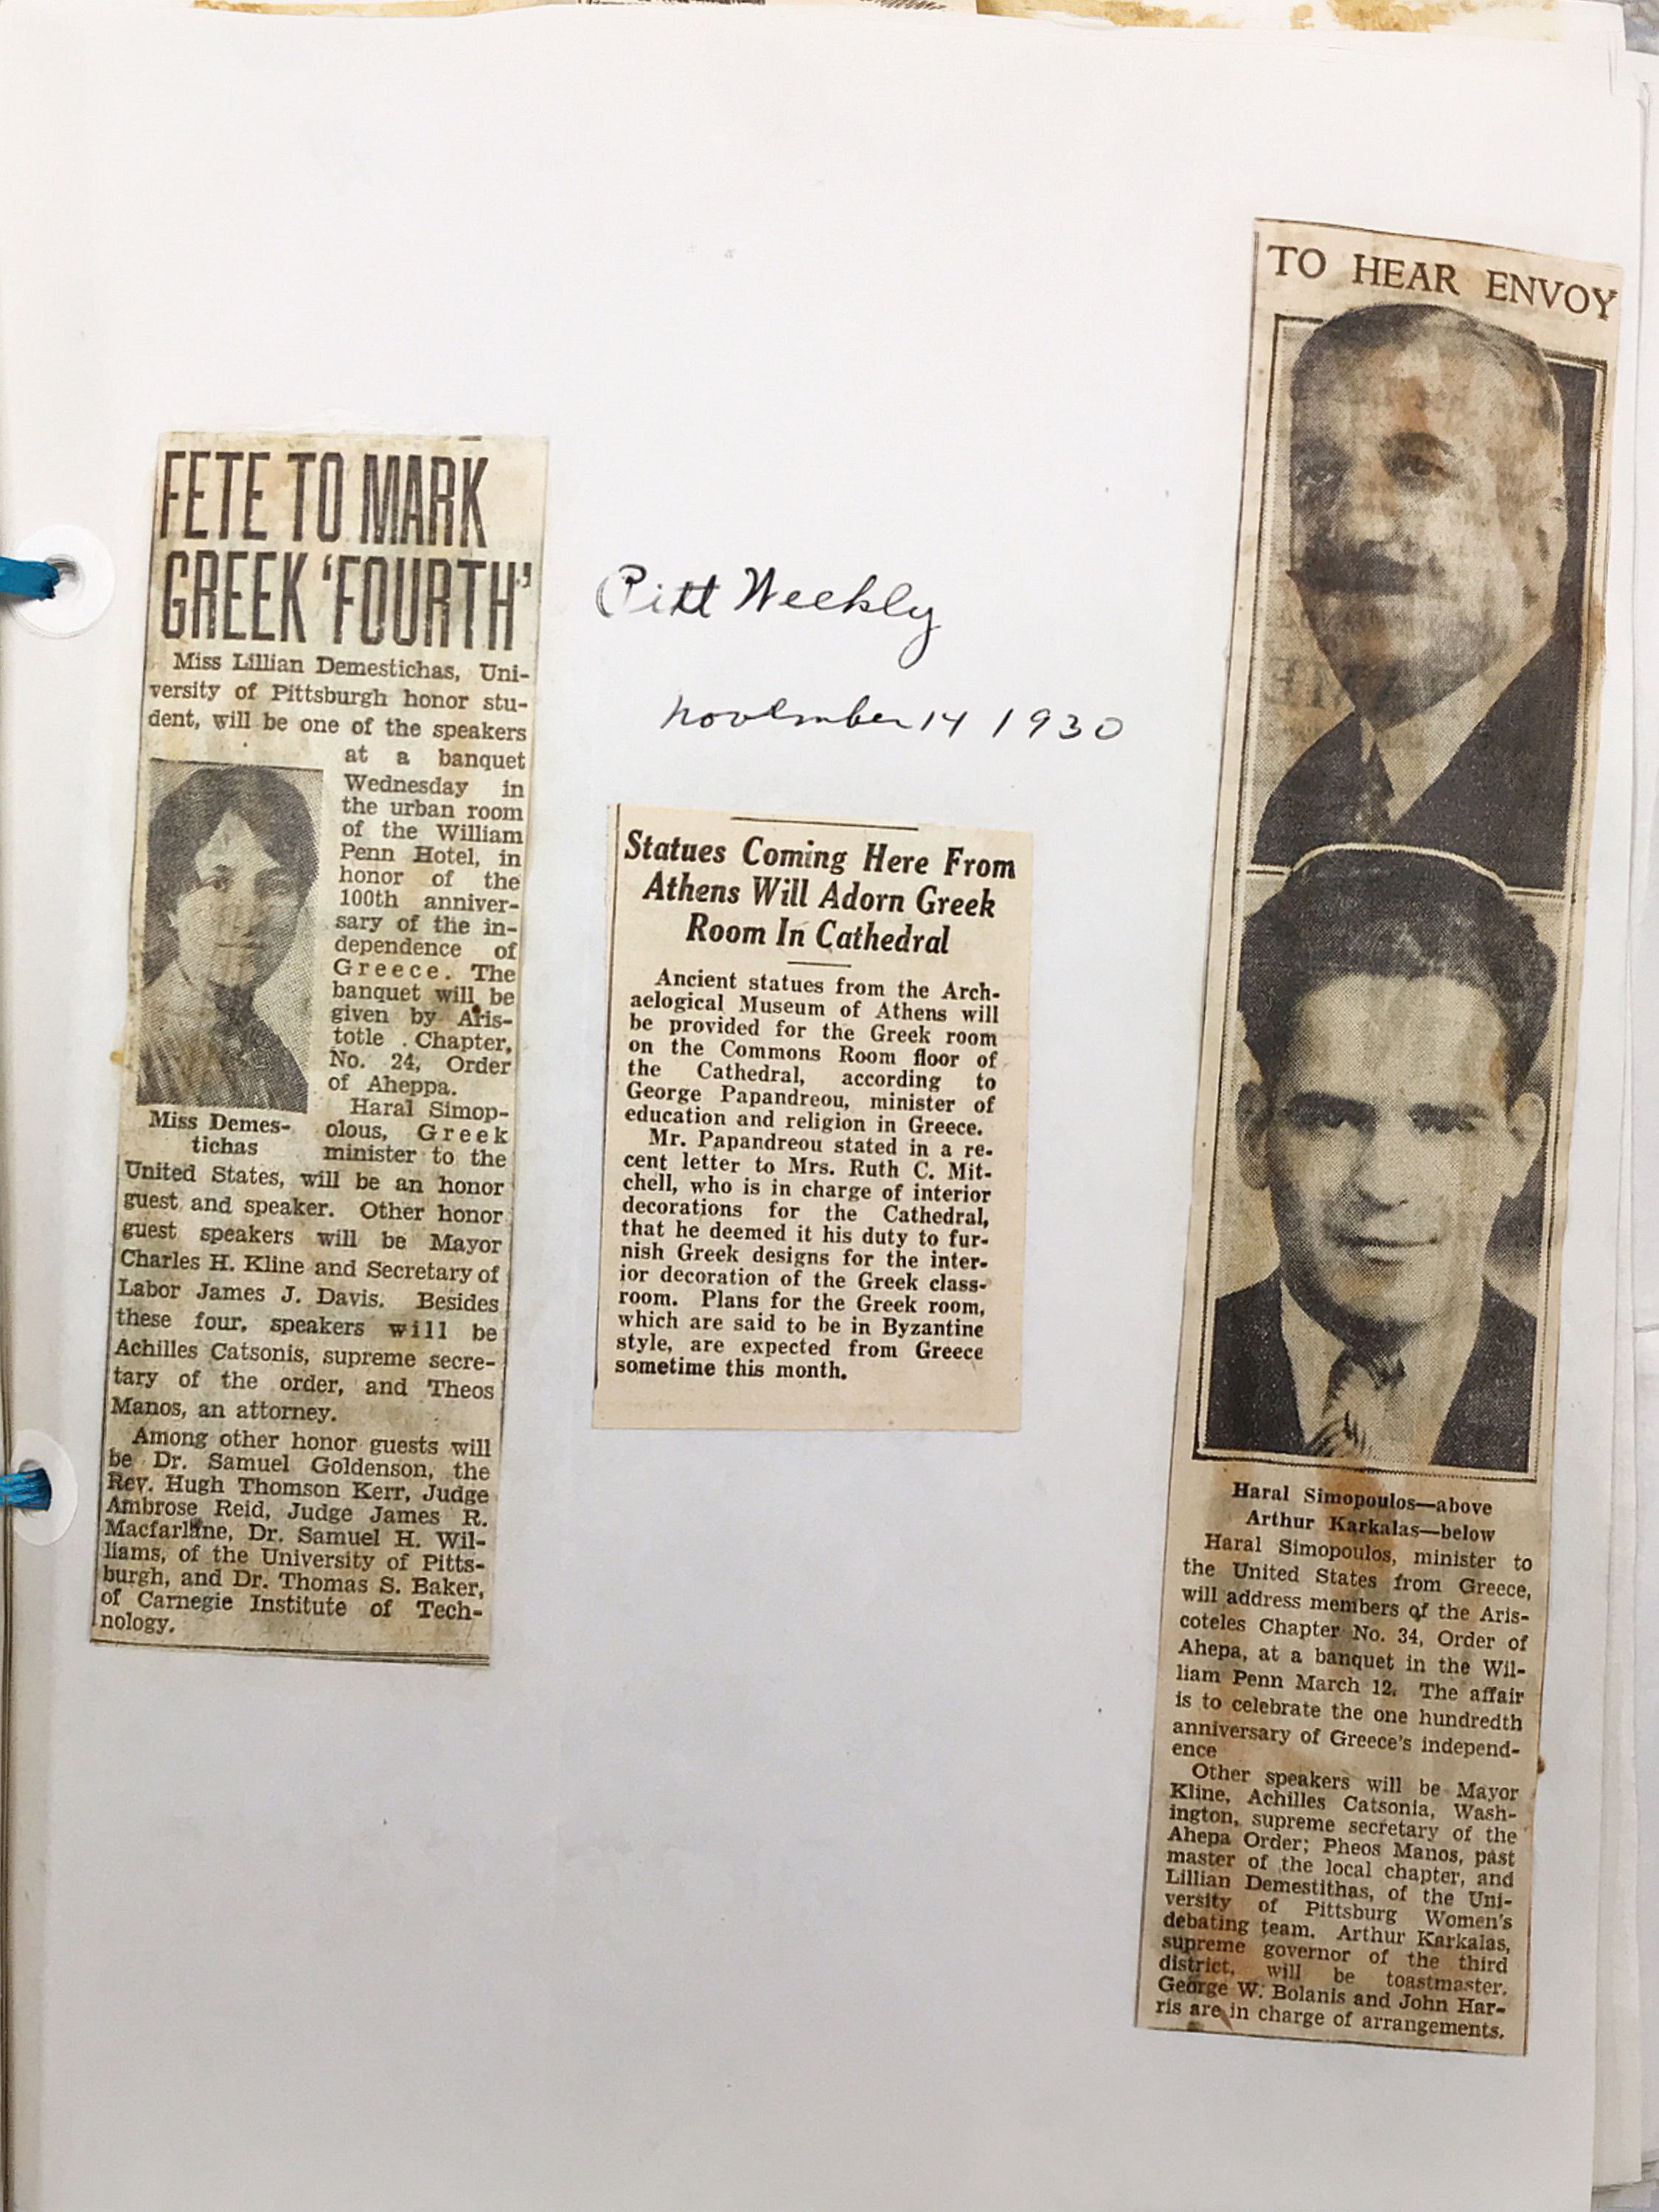 FETE TO MARK
GREEK 'FOURTH'
Miss Lillian Demestichas, Uni-
versity of Pittsburgh honor stu-
dent, will be one of the speakers
at a banquet
Wednesday in
the urban room
of the William
Penn Hotel, in
honor of the
100th anniver-
sary of the in-
dependence of
Greece. The
banquet will be
given by Aris-
totle Chapter,
No. 24, Order
of Aheppa.
Haral Simop-
olous, Greek
minister to the
Miss Demes-
tichas
United States, will be an honor
guest and speaker. Other honor
guest speakers will be Mayor
Charles H. Kline and Secretary of
Labor James J. Davis. Besides
these four, speakers will be
Achilles Catsonis, supreme secre-
tary of the order, and Theos
Manos, an attorney.
Among other honor guests will
be Dr. Samuel Goldenson, the
Rev. Hugh Thomson Kerr, Judge
Ambrose Reid, Judge James R.
Macfarlane, Dr. Samuel H. Wil-
liams, of the University of Pitts-
burgh, and Dr. Thomas S. Baker,
of Carnegie Institute of Tech-
nology.
Pitt Weekly
november 14 1930
Statues Coming Here From
Athens Will Adorn Greek
Room In Cathedral
Ancient statues from the Arch-
aelogical Museum of Athens will
be provided for the Greek room
on the Commons Room floor of
the Cathedral, according to
George Papandreou, minister of
education and religion in Greece.
Mr. Papandreou stated in a re-
cent letter to Mrs. Ruth C. Mit-
chell, who is in charge of interior
decorations for the Cathedral,
that he deemed it his duty to fur-
nish Greek designs for the inter-
ior decoration of the Greek class-
room. Plans for the Greek room,
which are said to be in Byzantine
style, are expected from Greece
sometime this month.
TO HEAR ENVOY
Haral Simopoulos—above
Arthur Karkalas—below
Haral Simopoulos, minister to
the United States from Greece,
will address members of the Aris-
coteles Chapter No. 34, Order of
Ahepa, at a banquet in the Wil-
liam Penn March 12. The affair
is to celebrate the one hundredth
anniversary of Greece's independ-
ence
Other speakers will be Mayor
Kline, Achilles Catsonia, Wash-
ington, supreme secretary of the
Ahepa Order; Pheos Manos, past
master of the local chapter, and
Lillian Demestithas, of the Uni-
versity of Pittsburg Women's
debating team. Arthur Karkalas,
supreme governor of the third
district, will be toastmaster.
George W. Bolanis and John Har-
ris are in charge of arrangements.